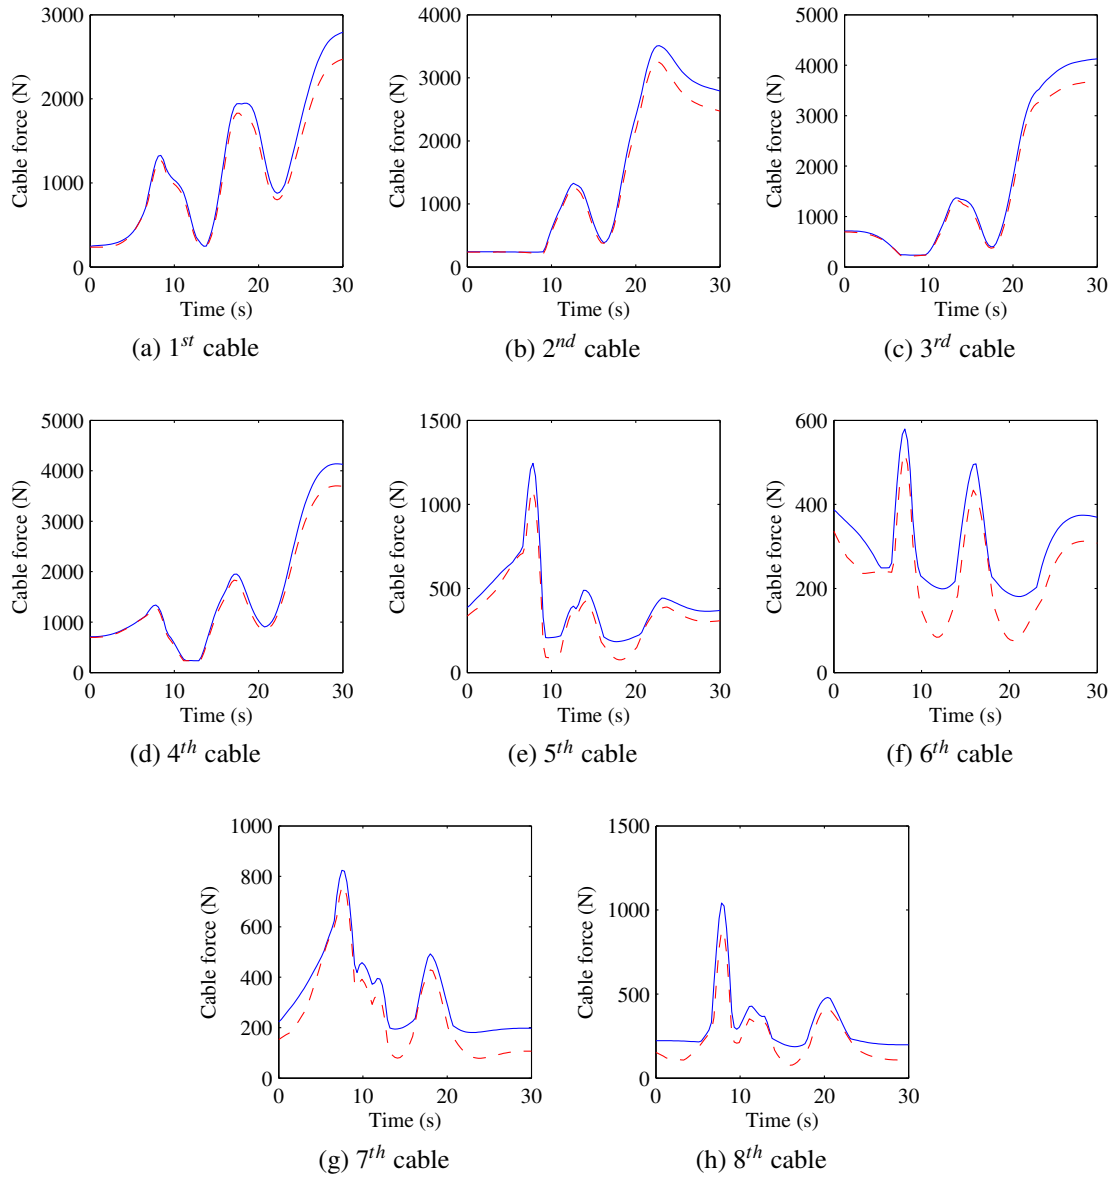 3000
2000
1000
0
Cable force (N)
0 10 20 30
Time (s)
(a) 1st cable
4000
3000
2000
1000
0
Cable force (N)
0 10 20 30
Time (s)
(b) 2nd cable
5000
4000
3000
2000
1000
0
Cable force (N)
0 10 20 30
Time (s)
(c) 3rd cable
5000
4000
3000
2000
1000
0
Cable force (N)
0 10 20 30
Time (s)
(d) 4th cable
1500
1000
500
0
Cable force (N)
0 10 20 30
Time (s)
(e) 5th cable
600
400
200
0
Cable force (N)
0 10 20 30
Time (s)
(f) 6th cable
1000
800
600
400
200
0
Cable force (N)
0 10 20 30
Time (s)
(g) 7th cable
1500
1000
500
0
Cable force (N)
0 10 20 30
Time (s)
(h) 8th cable